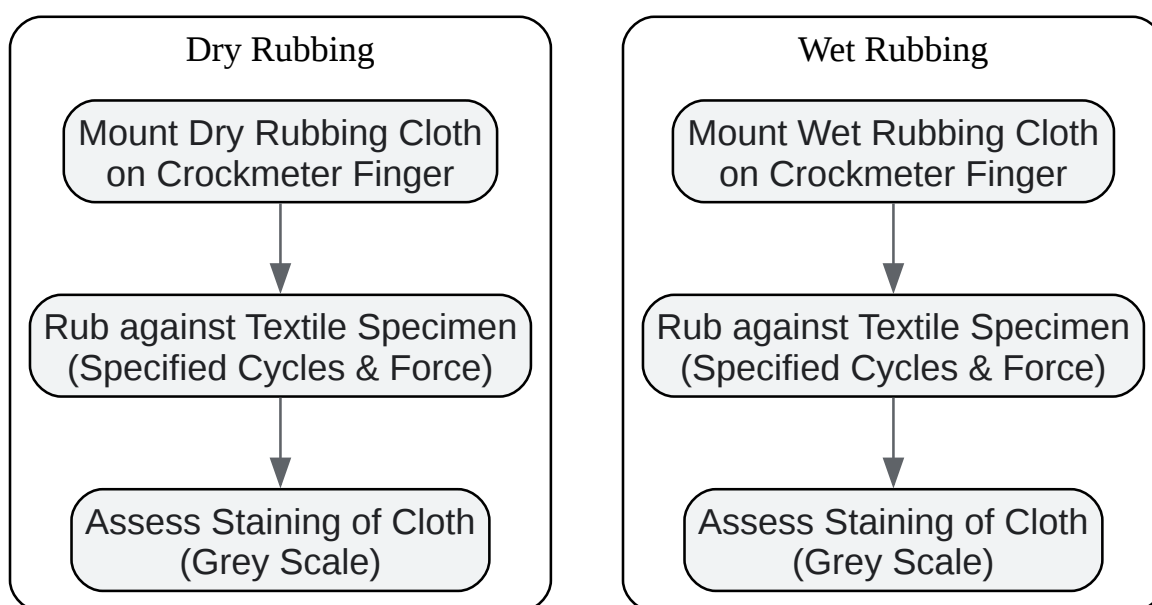 Dry Rubbing
Mount Dry Rubbing Cloth
on Crockmeter Finger
Rub against Textile Specimen
(Specified Cycles & Force)
Assess Staining of Cloth
(Grey Scale)
Wet Rubbing
Mount Wet Rubbing Cloth
on Crockmeter Finger
Rub against Textile Specimen
(Specified Cycles & Force)
Assess Staining of Cloth
(Grey Scale)